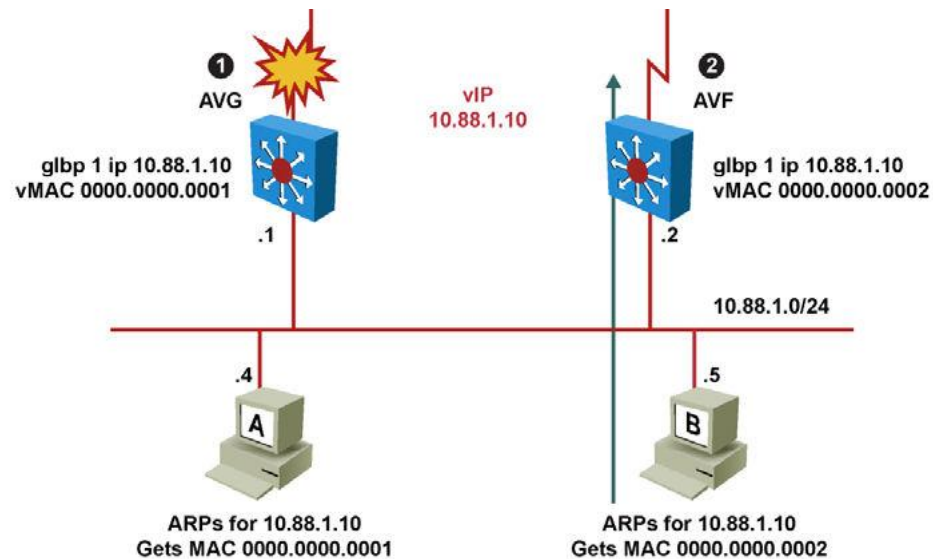 1
AVG
vIP
10.88.1.10
2
AVF
glbp 1 ip 10.88.1.10
vMAC 0000.0000.0001
glbp 1 ip 10.88.1.10
vMAC 0000.0000.0002
.1
.2
10.88.1.0/24
.4
.5
A
B
ARPs for 10.88.1.10
Gets MAC 0000.0000.0001
ARPs for 10.88.1.10
Gets MAC 0000.0000.0002